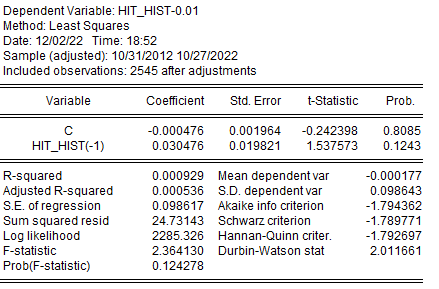 Dependent Variable: HIT_HIST-0.01
Method: Least Squares
Date: 12/02/22 Time: 18:52
Sample (adjusted): 10/31/2012 10/27/2022
Included observations: 2545 after adjustments
Variable Coefficient Std. Error t-Statistic Prob.
C -0.000476 0.001964 -0.242398 0.8085
HIT_HIST(-1) 0.030476 0.019821 1.537573 0.1243
R-squared 0.000929 Mean dependent var -0.000177
Adjusted R-squared 0.000536 S.D. dependent var 0.098643
S.E. of regression 0.098617 Akaike info criterion -1.794362
Sum squared resid 24.73143 Schwarz criterion -1.789771
Log likelihood 2285.326 Hannan-Quinn criter. -1.792697
F-statistic 2.364130 Durbin-Watson stat 2.011661
Prob(F-statistic) 0.124278